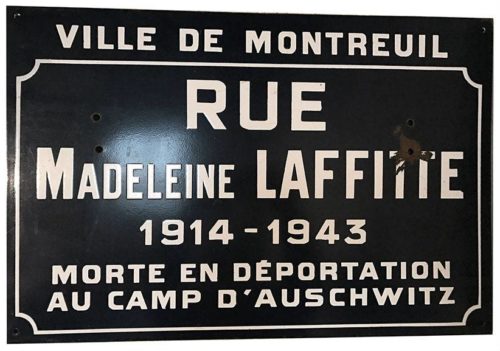 VILLE DE MONTREUIL
RUE
MADELEINE LAFFITTE
1914-1943
MORTE EN DÉPORTATION
AU CAMP D'AUSCHWITZ